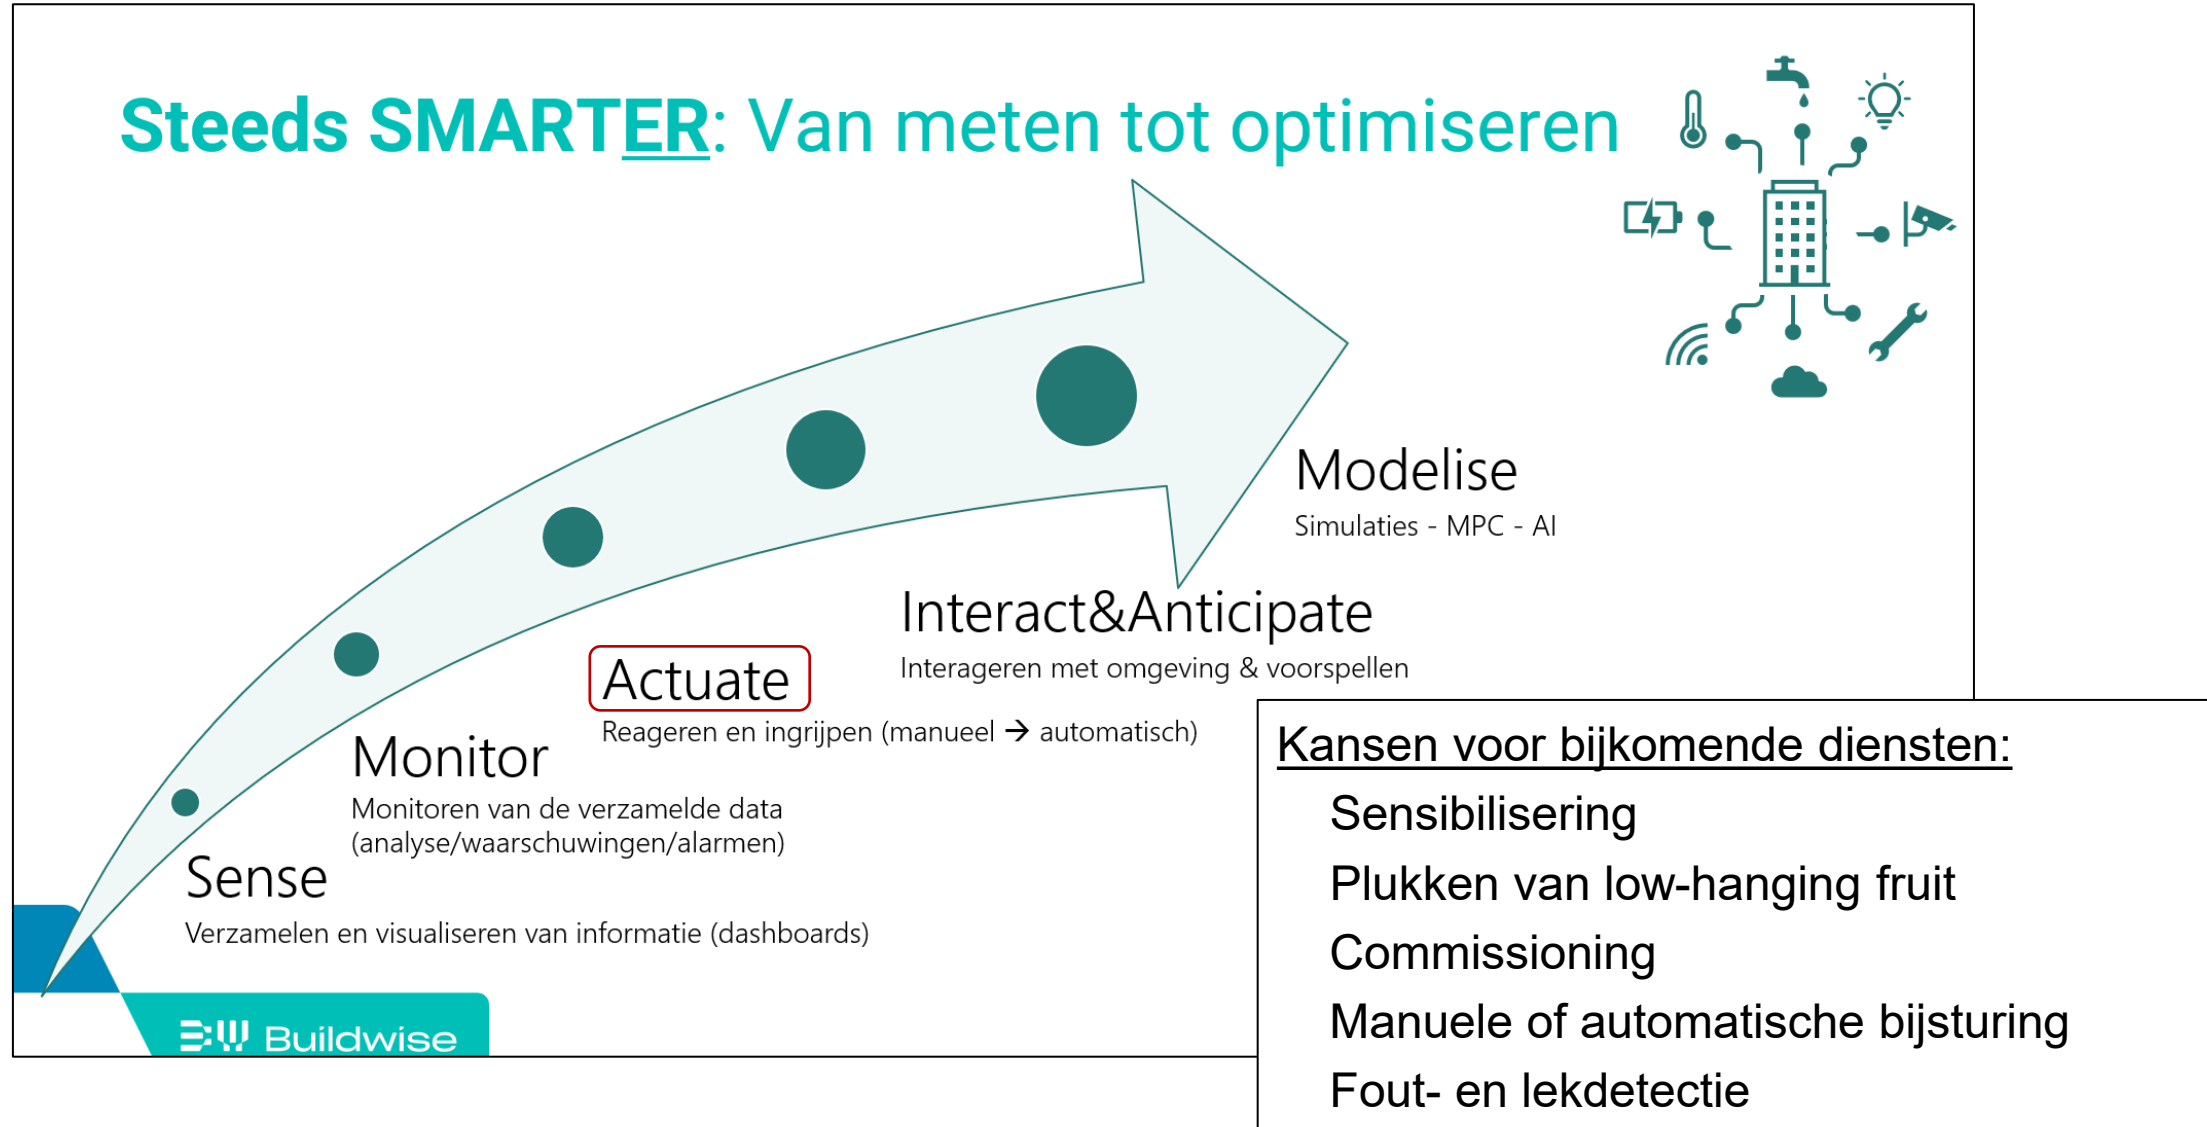 Steeds SMARTER: Van meten tot optimiseren
Modelise
Simulaties - MPC - AI
Interact&Anticipate
Interageren met omgeving & voorspellen
Actuate
Reageren en ingrijpen (manueel → automatisch)
Monitor
Monitoren van de verzamelde data
(analyse/waarschuwingen/alarmen)
Sense
Verzamelen en visualiseren van informatie (dashboards)
Buildwise
Kansen voor bijkomende diensten:
Sensibilisering
Plukken van low-hanging fruit
Commissioning
Manuele of automatische bijsturing
Fout- en lekdetectie